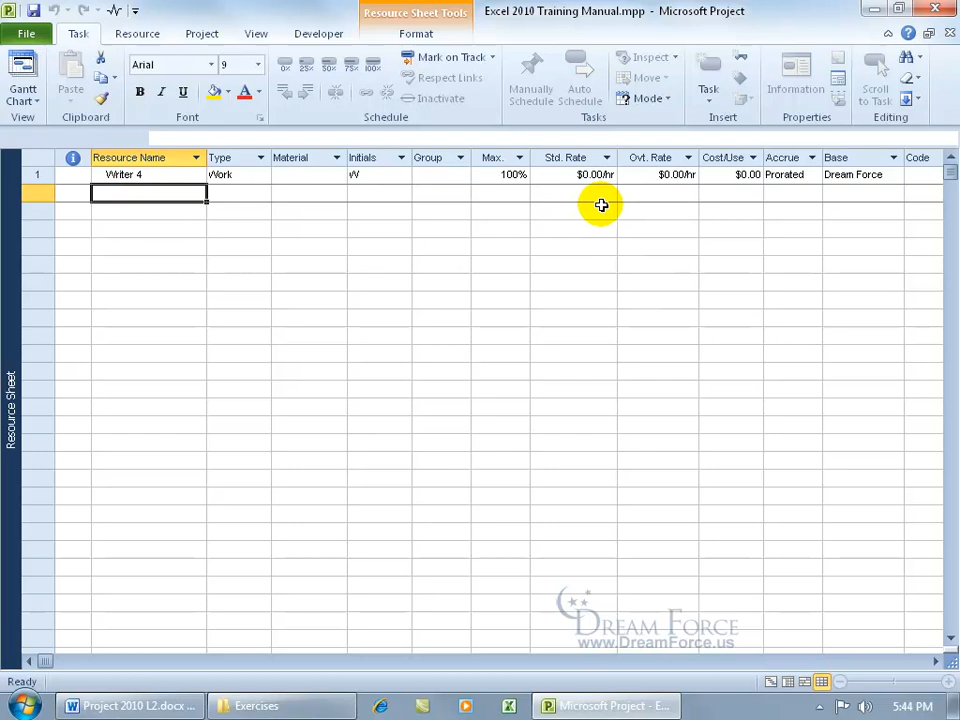 Resource Sheet Tools
Excel 2010 Training Manual.mpp - Microsoft Project
File Task Resource Project View Developer Format
Gantt Chart
View
Paste
Clipboard
Arial 9
B I U A
Font
0% 25% 50% 75% 100%
Mark on Track
Respect Links
Inactivate
Schedule
Manually Schedule
Auto Schedule
Inspect
Move
Mode
Tasks
Task
Insert
Information
Properties
Scroll to Task
Editing
Resource Name Type Material Initials Group Max. Std. Rate Ovt. Rate Cost/Use Accrue Base Code
1 Writer 4 Work W 100% $0.00/hr $0.00/hr $0.00 Prorated Dream Force
Resource Sheet
DREAM FORCE
www.DreamForce.us
Ready
Project 2010 L2.docx ...
Exercises
Microsoft Project - E...
5:44 PM